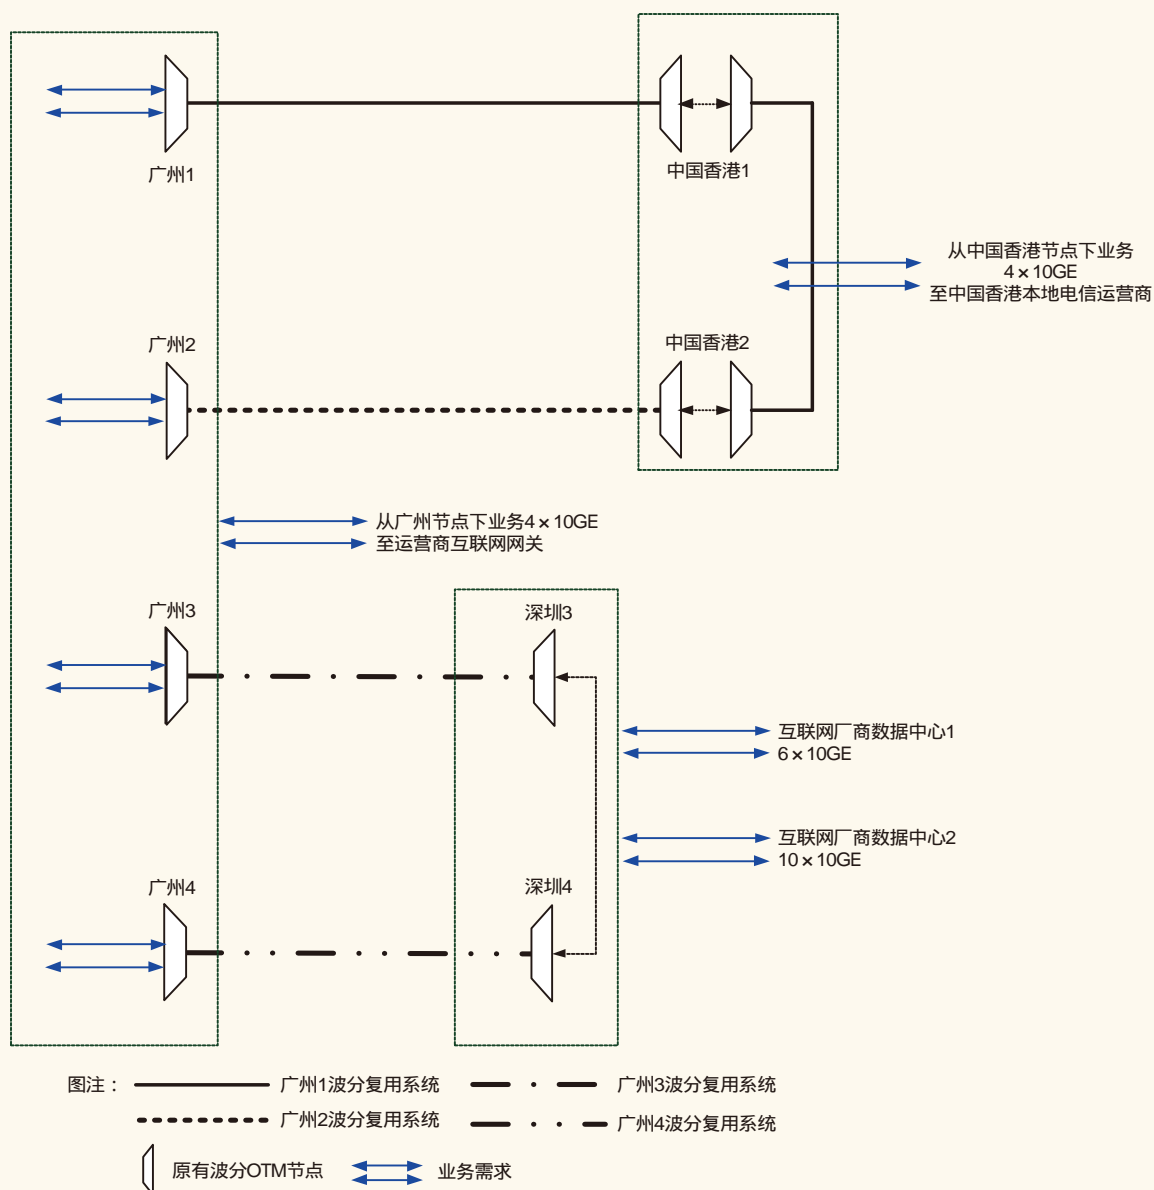 广州1
中国香港1
从中国香港节点下业务
4×10GE
至中国香港本地电信运营商
广州2
中国香港2
从广州节点下业务4×10GE
至运营商互联网网关
广州3
深圳3
互联网厂商数据中心1
6×10GE
互联网厂商数据中心2
10×10GE
广州4
深圳4
图注：
广州1波分复用系统
广州3波分复用系统
广州2波分复用系统
广州4波分复用系统
原有波分OTM节点
业务需求